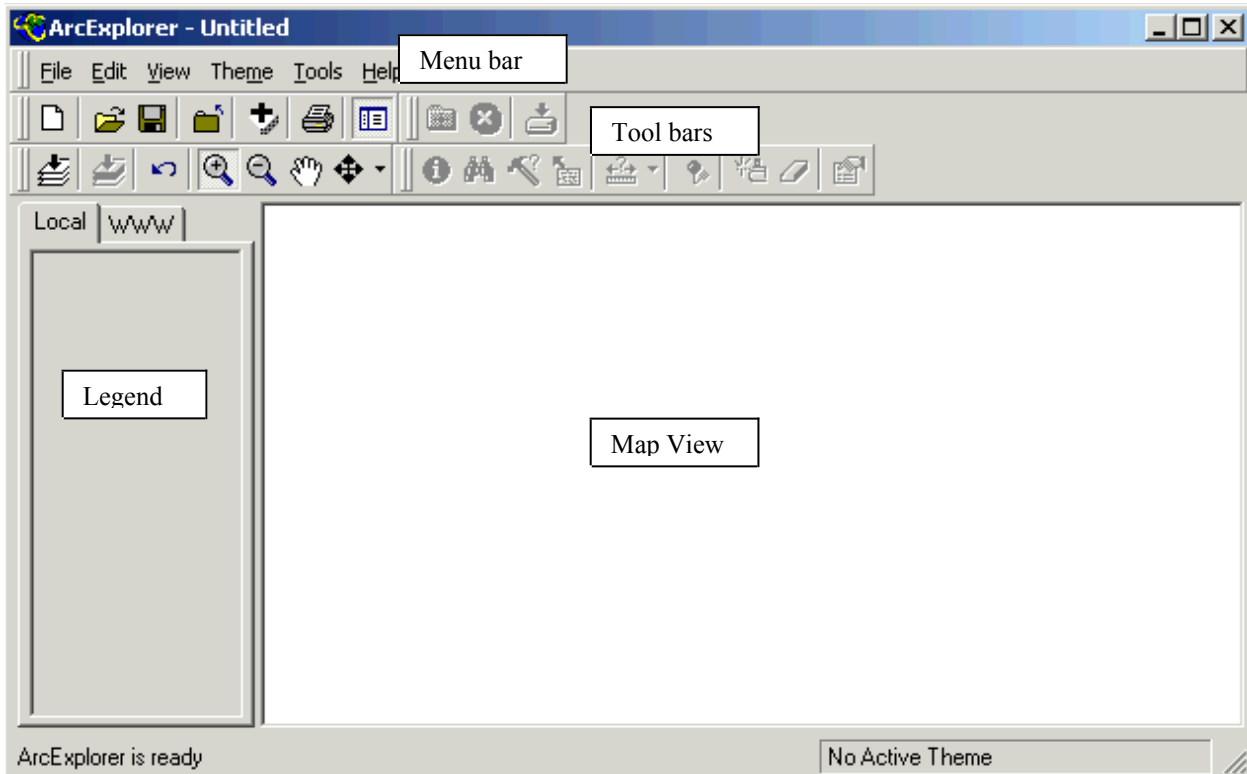 ArcExplorer - Untitled
Menu bar
File Edit View Theme Tools Help
Tool bars
Local WWW
Legend
Map View
ArcExplorer is ready
No Active Theme